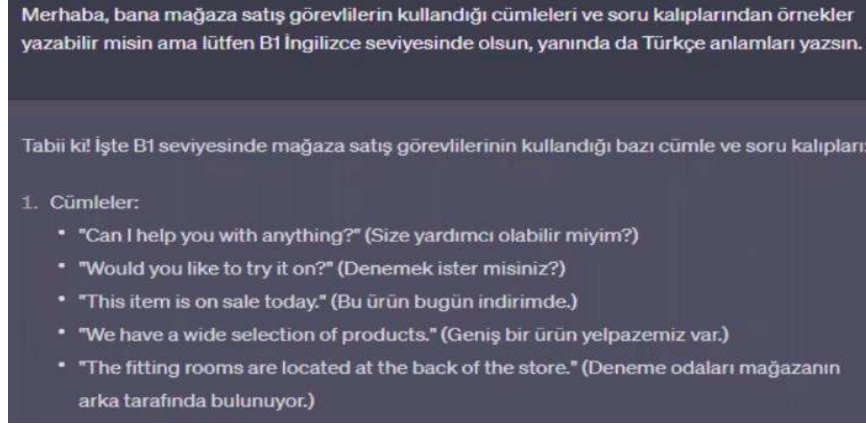 Merhaba, bana mağaza satış görevlilerin kullandığı cümleleri ve soru kalıplarından örnekler
yazabilir misin ama lütfen B1 İngilizce seviyesinde olsun, yanında da Türkçe anlamları yazsın.
Tabii ki! İşte B1 seviyesinde mağaza satış görevlilerinin kullandığı bazı cümle ve soru kalıpları:
1. Cümleler:
• "Can I help you with anything?" (Size yardımcı olabilir miyim?)
• "Would you like to try it on?" (Denemek ister misiniz?)
• "This item is on sale today." (Bu ürün bugün indirimde.)
• "We have a wide selection of products." (Geniş bir ürün yelpazemiz var.)
• "The fitting rooms are located at the back of the store." (Deneme odaları mağazanın
arka tarafında bulunuyor.)